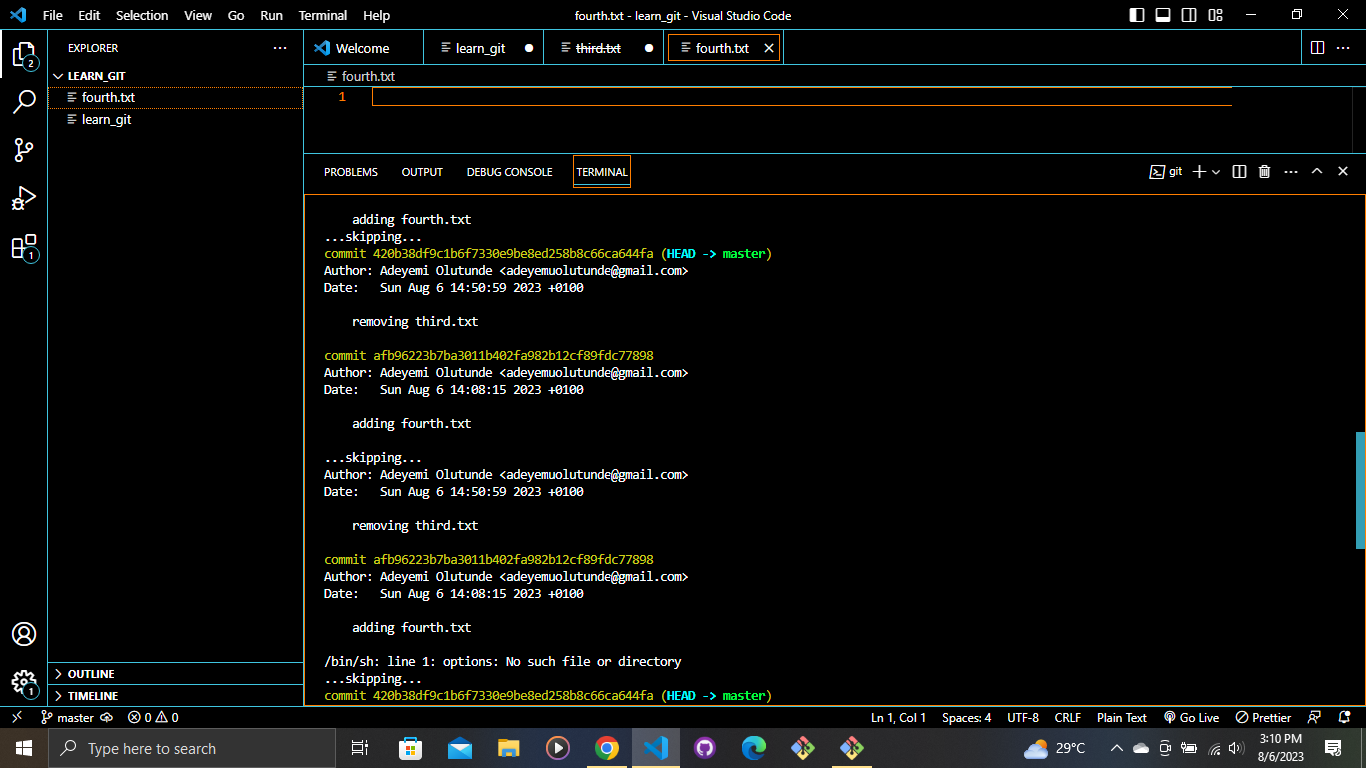 File Edit Selection View Go Run Terminal Help
fourth.txt - learn_git - Visual Studio Code
EXPLORER
Welcome
learn_git
third.txt
fourth.txt
2
LEARN_GIT
fourth.txt
fourth.txt
learn_git
1
PROBLEMS OUTPUT DEBUG CONSOLE TERMINAL
git
adding fourth.txt
...skipping...
commit 420b38df9c1b6f7330e9be8ed258b8c66ca644fa (HEAD -> master)
Author: Adeyemi Olutunde <adeyemuolutunde@gmail.com>
Date:   Sun Aug 6 14:50:59 2023 +0100
removing third.txt
commit afb96223b7ba3011b402fa982b12cf89fdc77898
Author: Adeyemi Olutunde <adeyemuolutunde@gmail.com>
Date:   Sun Aug 6 14:08:15 2023 +0100
adding fourth.txt
...skipping...
Author: Adeyemi Olutunde <adeyemuolutunde@gmail.com>
Date:   Sun Aug 6 14:50:59 2023 +0100
removing third.txt
commit afb96223b7ba3011b402fa982b12cf89fdc77898
Author: Adeyemi Olutunde <adeyemuolutunde@gmail.com>
Date:   Sun Aug 6 14:08:15 2023 +0100
adding fourth.txt
/bin/sh: line 1: options: No such file or directory
...skipping...
commit 420b38df9c1b6f7330e9be8ed258b8c66ca644fa (HEAD -> master)
1
OUTLINE
TIMELINE
1
master 0 0
Ln 1, Col 1 Spaces: 4 UTF-8 CRLF Plain Text Go Live Prettier
Type here to search
29°C
3:10 PM
8/6/2023